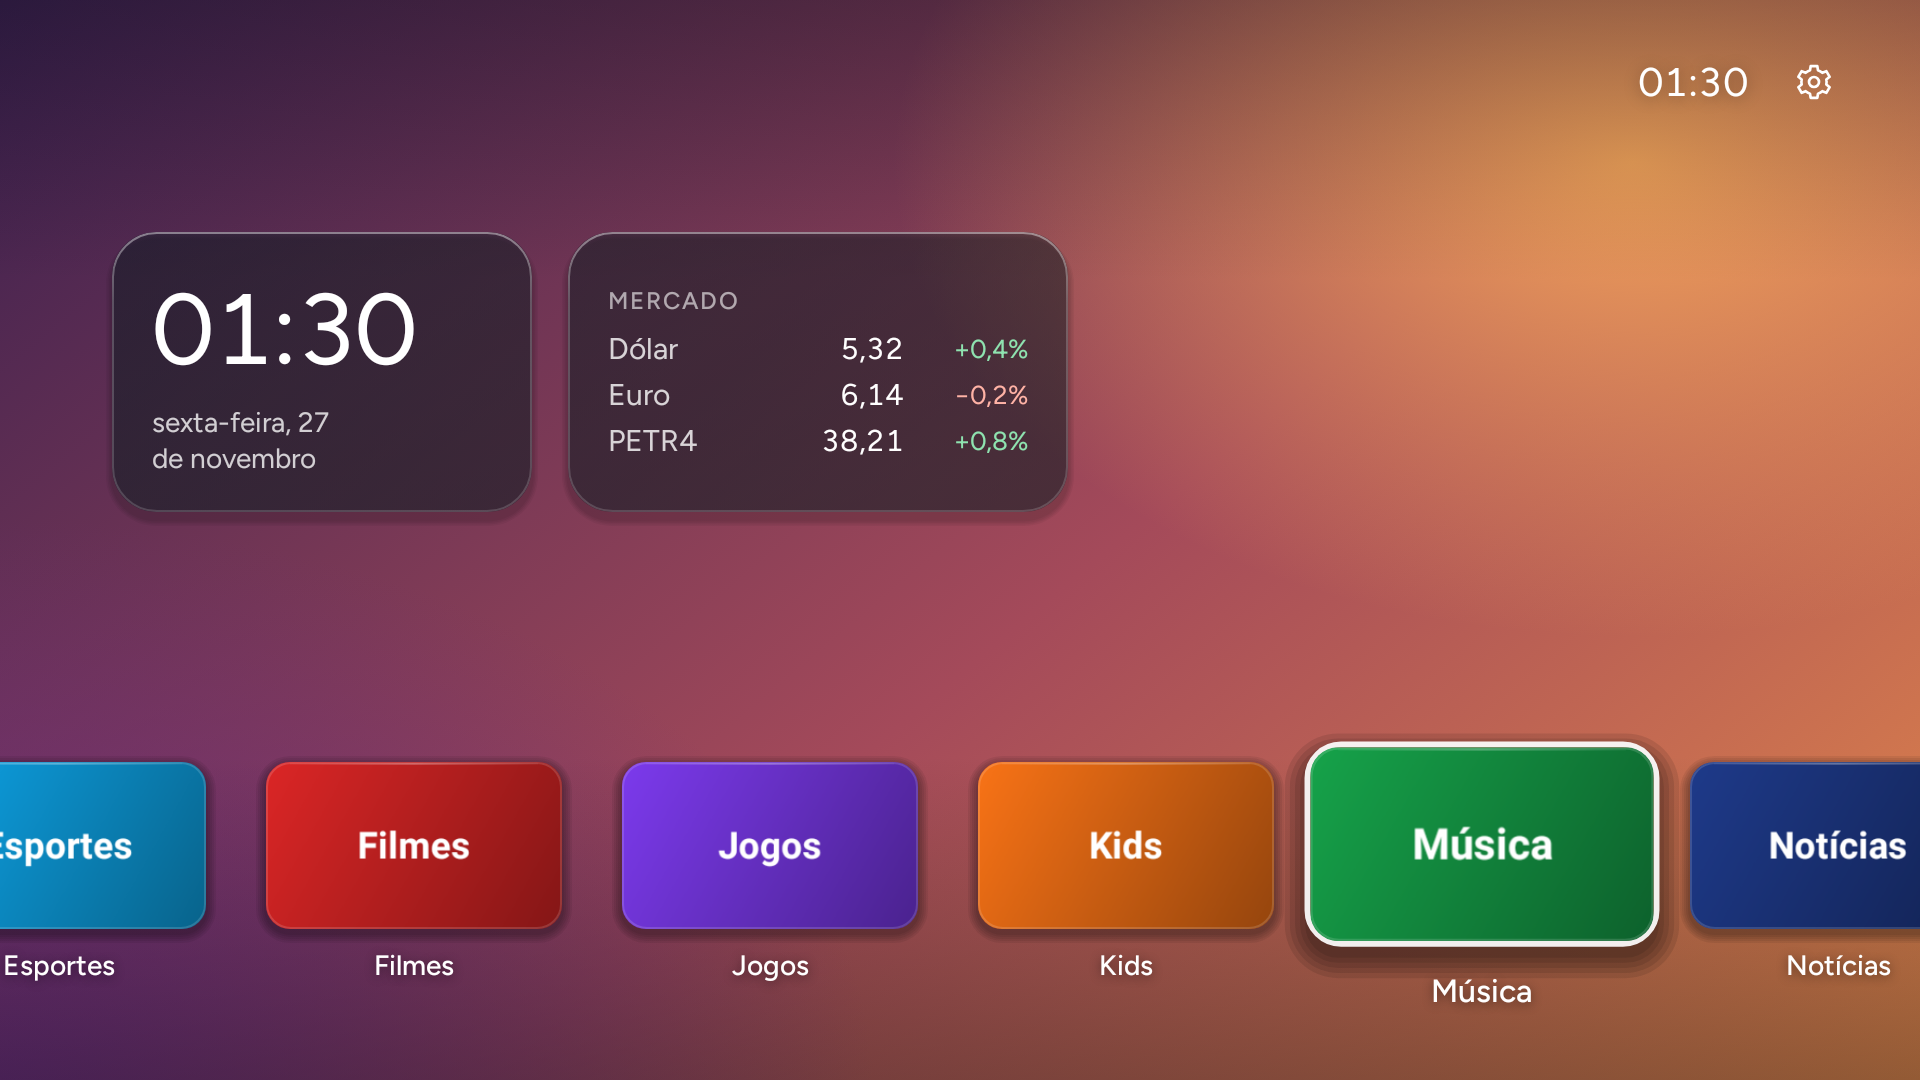 01:30
01:30
sexta-feira, 27
de novembro
MERCADO
Dólar 5,32 +0,4%
Euro 6,14 −0,2%
PETR4 38,21 +0,8%
Esportes
Filmes
Jogos
Kids
Música
Notícias
Esportes
Filmes
Jogos
Kids
Música
Notícias